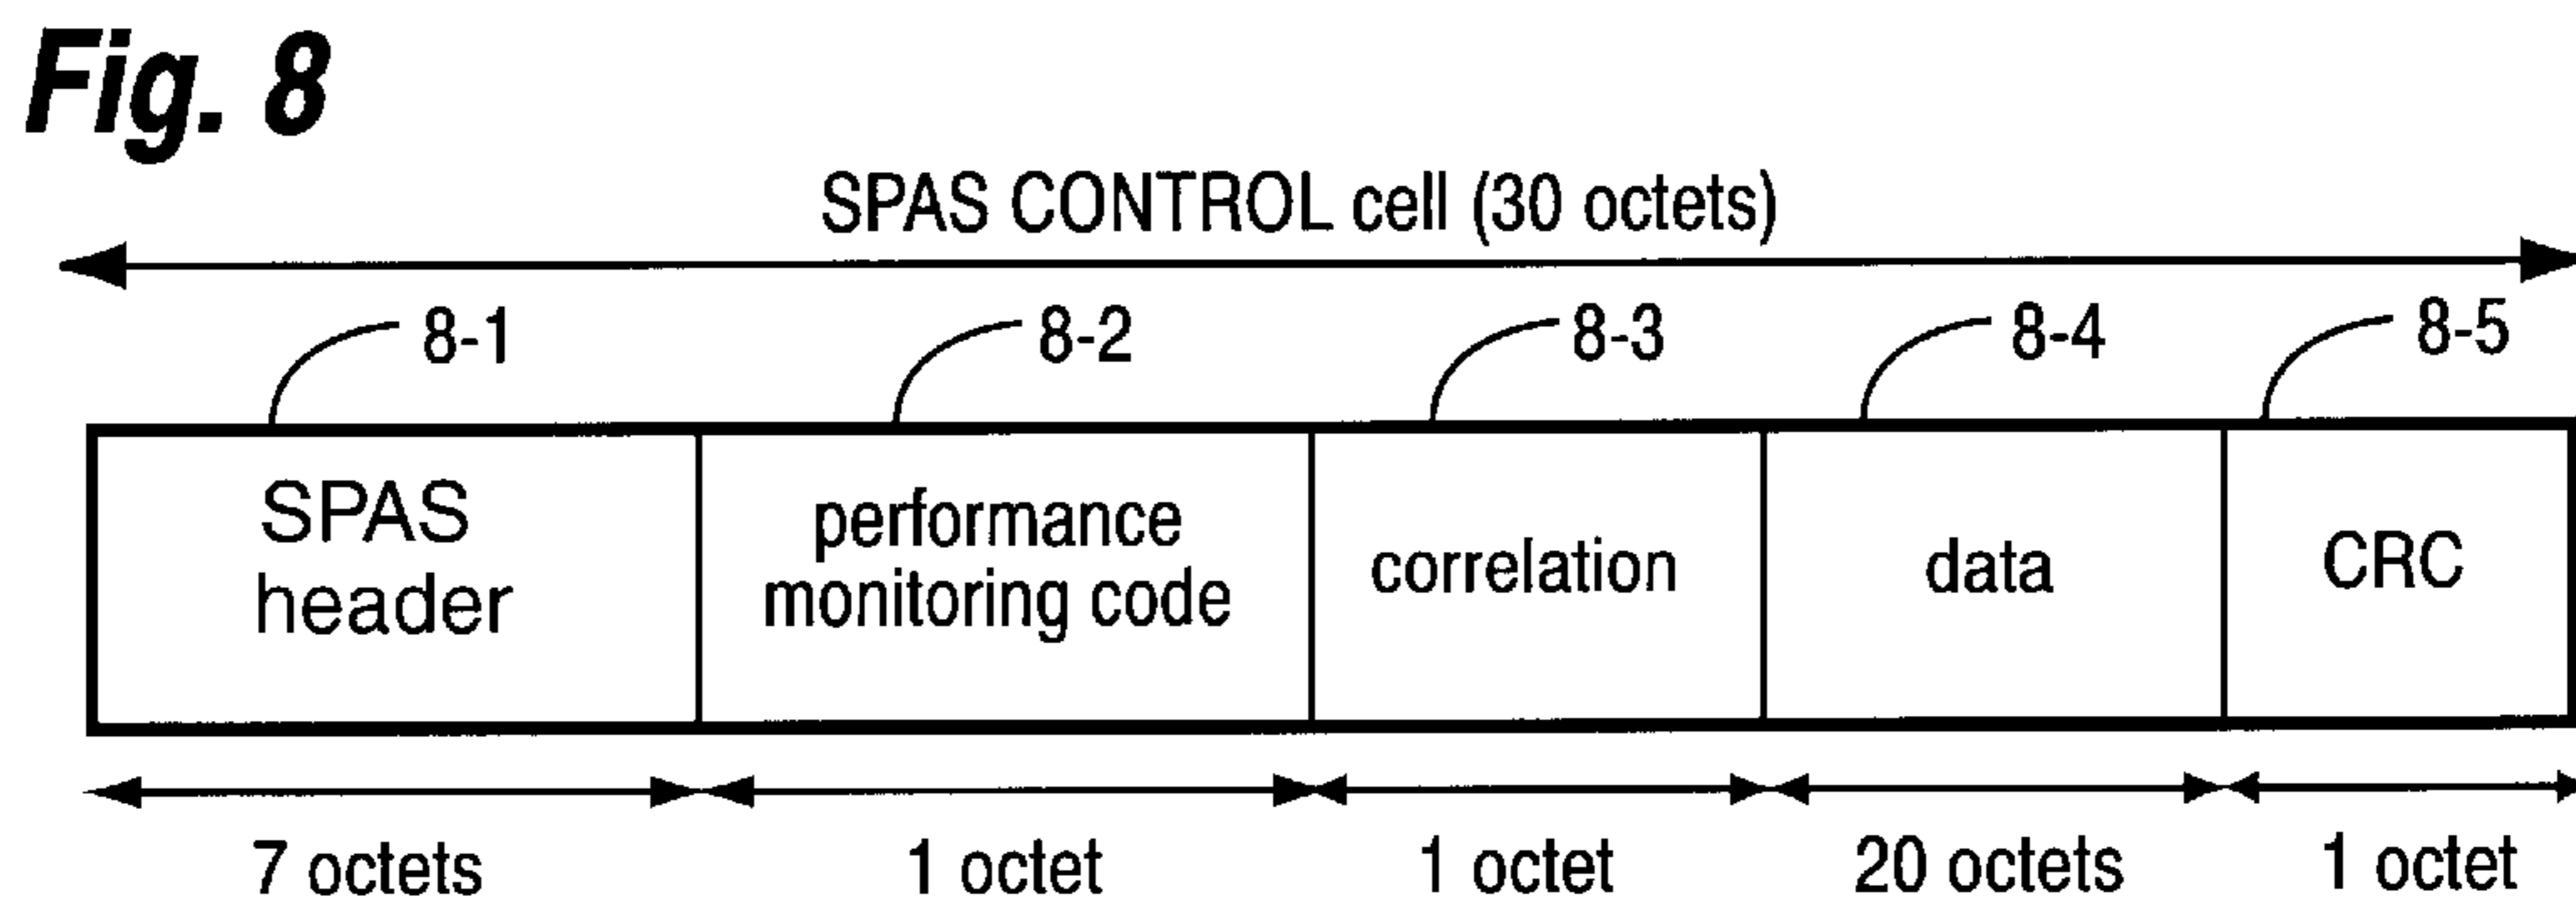 Fig. 8
SPAS CONTROL cell (30 octets)
8-1 8-2 8-3 8-4 8-5
SPAS
header
performance
monitoring code
correlation
data
CRC
7 octets 1 octet 1 octet 20 octets 1 octet